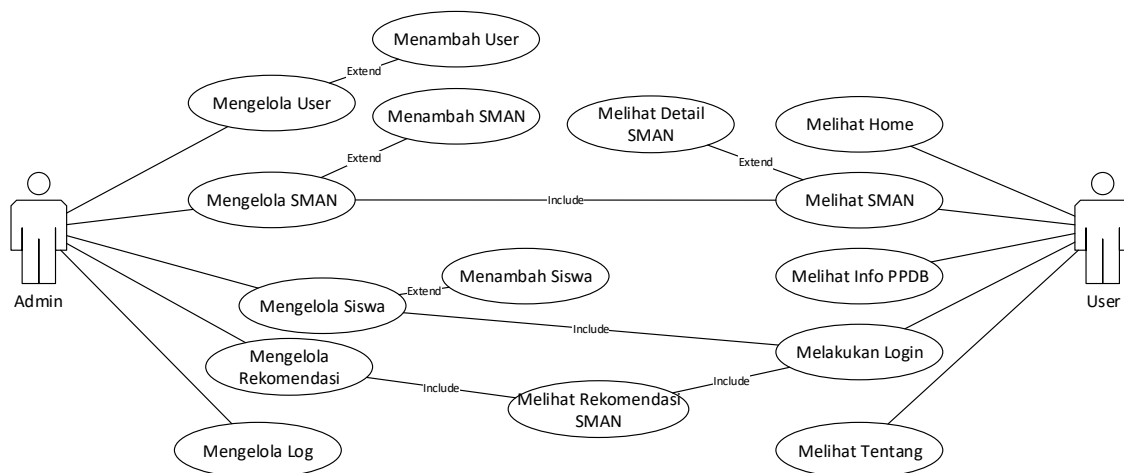 Menambah User
Extend
Mengelola User
Menambah SMAN
Melihat Detail
SMAN
Melihat Home
Extend
Extend
Mengelola SMAN
Include
Melihat SMAN
Menambah Siswa
Melihat Info PPDB
Admin
User
Extend
Mengelola Siswa
Include
Mengelola
Rekomendasi
Melakukan Login
Include
Include
Melihat Rekomendasi
SMAN
Mengelola Log
Melihat Tentang